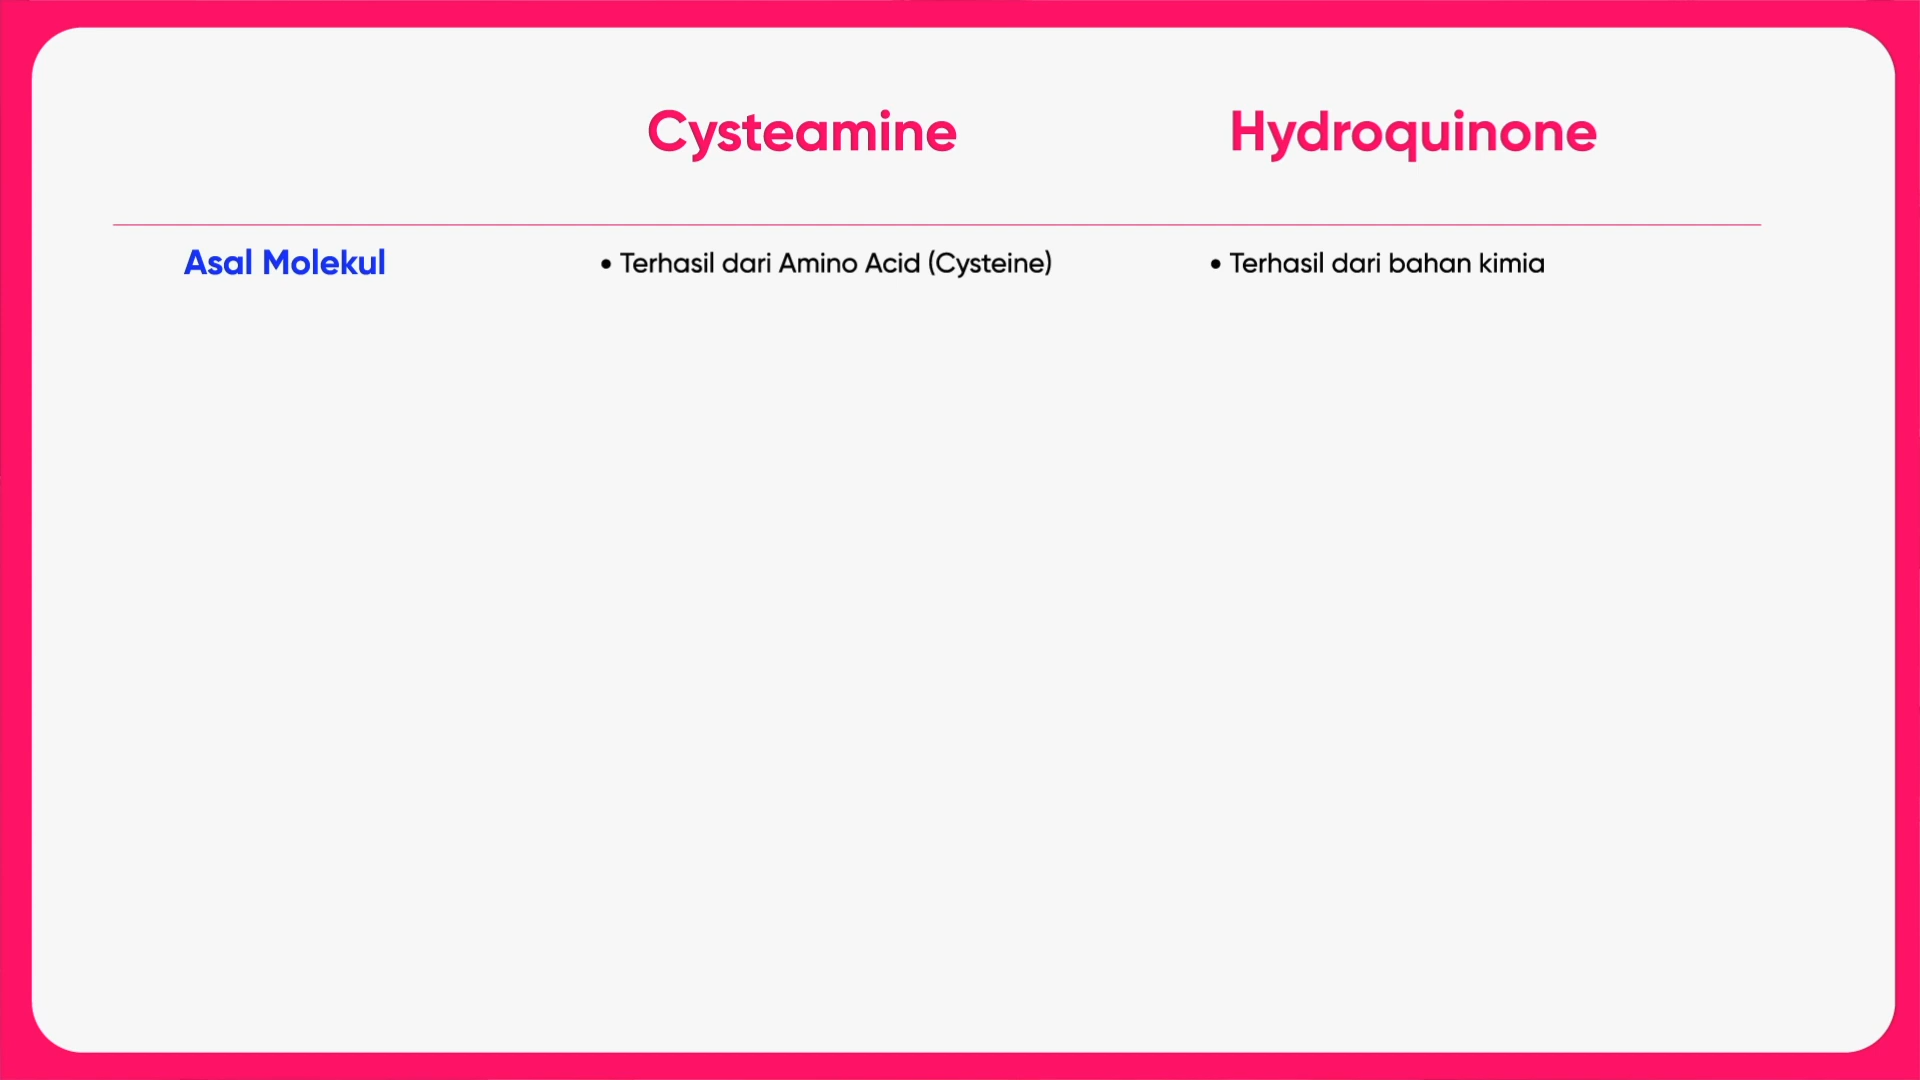 Cysteamine Hydroquinone
Asal Molekul • Terhasil dari Amino Acid (Cysteine) • Terhasil dari bahan kimia